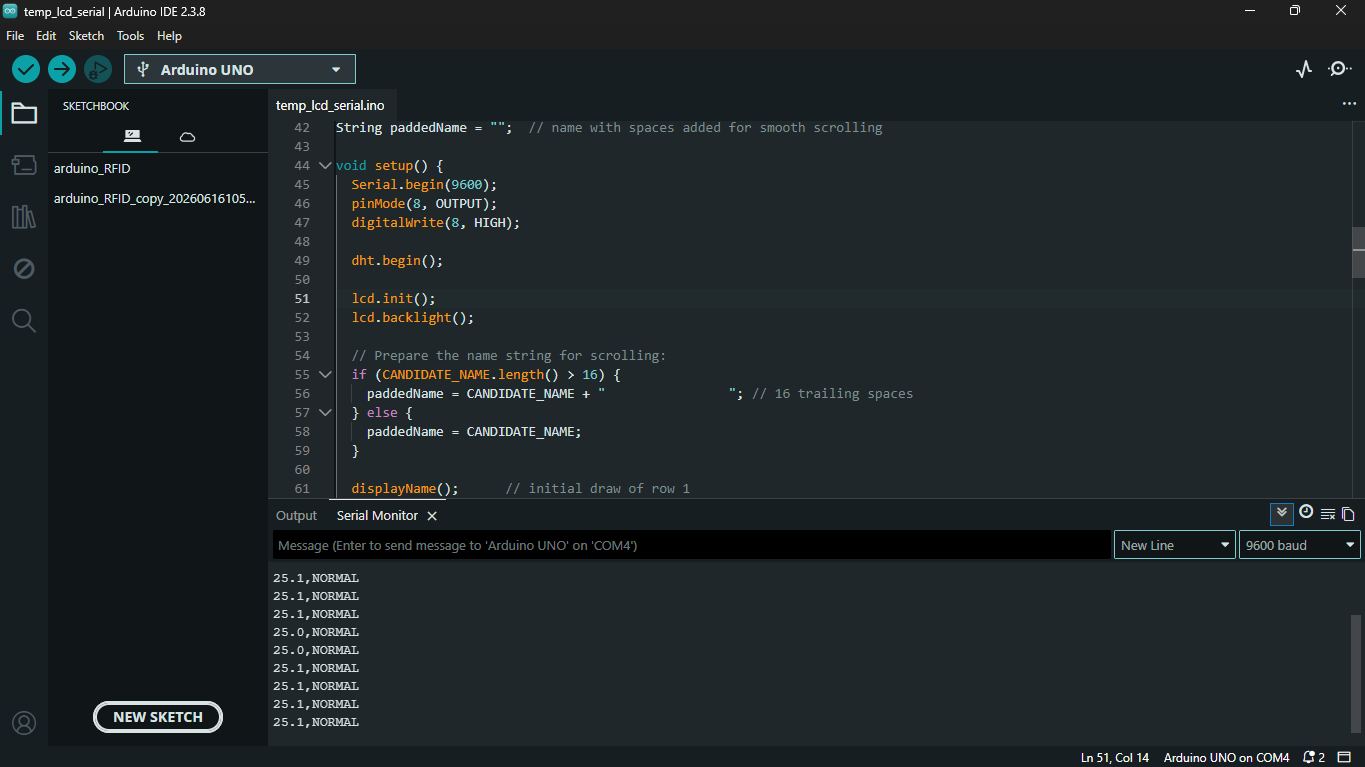 temp_lcd_serial | Arduino IDE 2.3.8
File Edit Sketch Tools Help
Arduino UNO
SKETCHBOOK
arduino_RFID
arduino_RFID_copy_20260616105...
NEW SKETCH
temp_lcd_serial.ino
42 String paddedName = ""; // name with spaces added for smooth scrolling
43
44 void setup() {
45 Serial.begin(9600);
46 pinMode(8, OUTPUT);
47 digitalWrite(8, HIGH);
48
49 dht.begin();
50
51 lcd.init();
52 lcd.backlight();
53
54 // Prepare the name string for scrolling:
55 if (CANDIDATE_NAME.length() > 16) {
56 paddedName = CANDIDATE_NAME + "                "; // 16 trailing spaces
57 } else {
58 paddedName = CANDIDATE_NAME;
59 }
60
61 displayName(); // initial draw of row 1
Output Serial Monitor
Message (Enter to send message to 'Arduino UNO' on 'COM4') New Line 9600 baud
25.1,NORMAL
25.1,NORMAL
25.1,NORMAL
25.0,NORMAL
25.0,NORMAL
25.1,NORMAL
25.1,NORMAL
25.1,NORMAL
25.1,NORMAL
Ln 51, Col 14 Arduino UNO on COM4 2